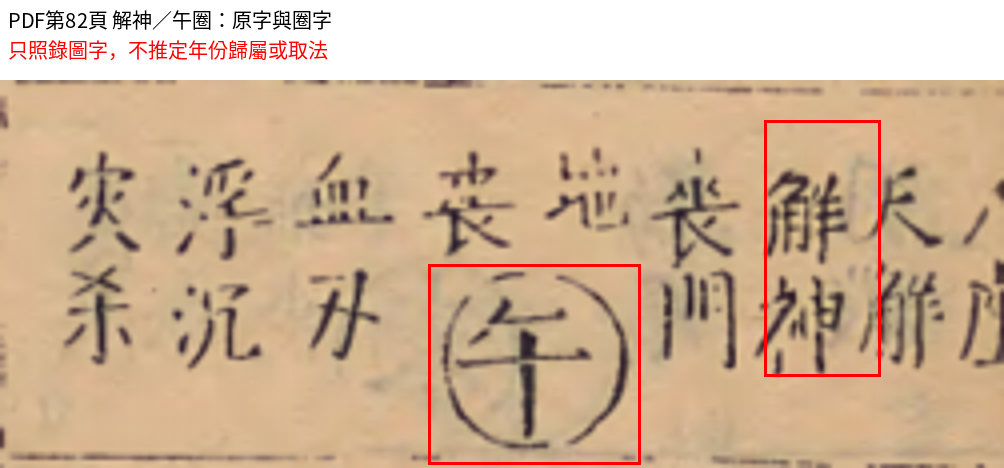 PDF第82頁 解神／午圈：原字與圈字
只照錄圖字，不推定年份歸屬或取法
天解
解神
喪門
地喪
午
血刃
浮沉
灾杀